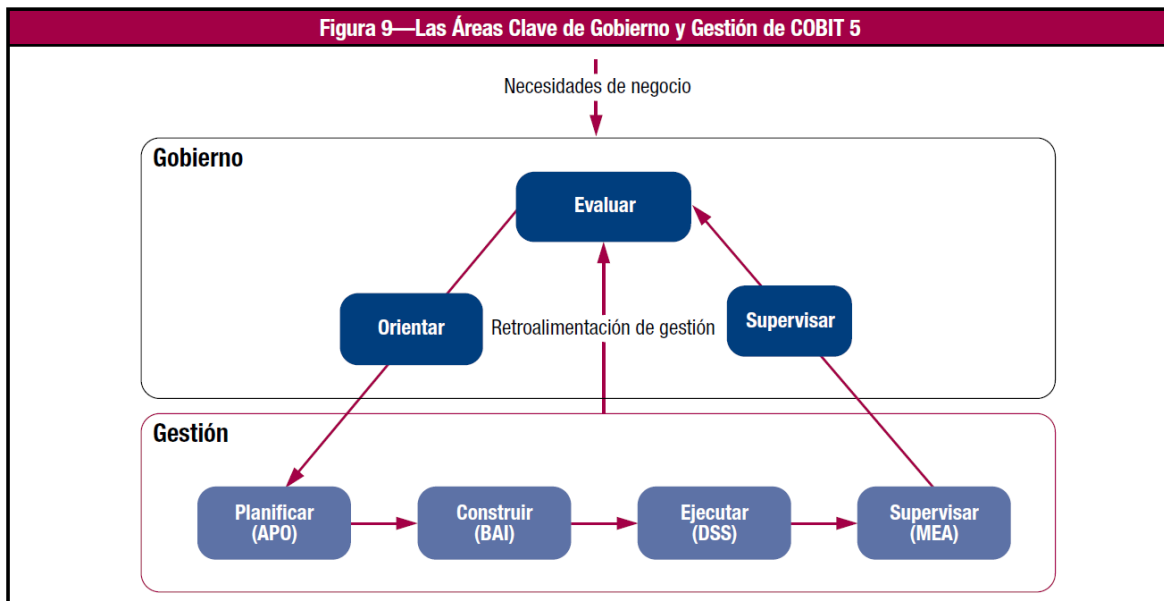 Figura 9—Las Áreas Clave de Gobierno y Gestión de COBIT 5
Necesidades de negocio
Gobierno
Evaluar
Orientar
Retroalimentación de gestión
Supervisar
Gestión
Planificar
(APO)
Construir
(BAI)
Ejecutar
(DSS)
Supervisar
(MEA)